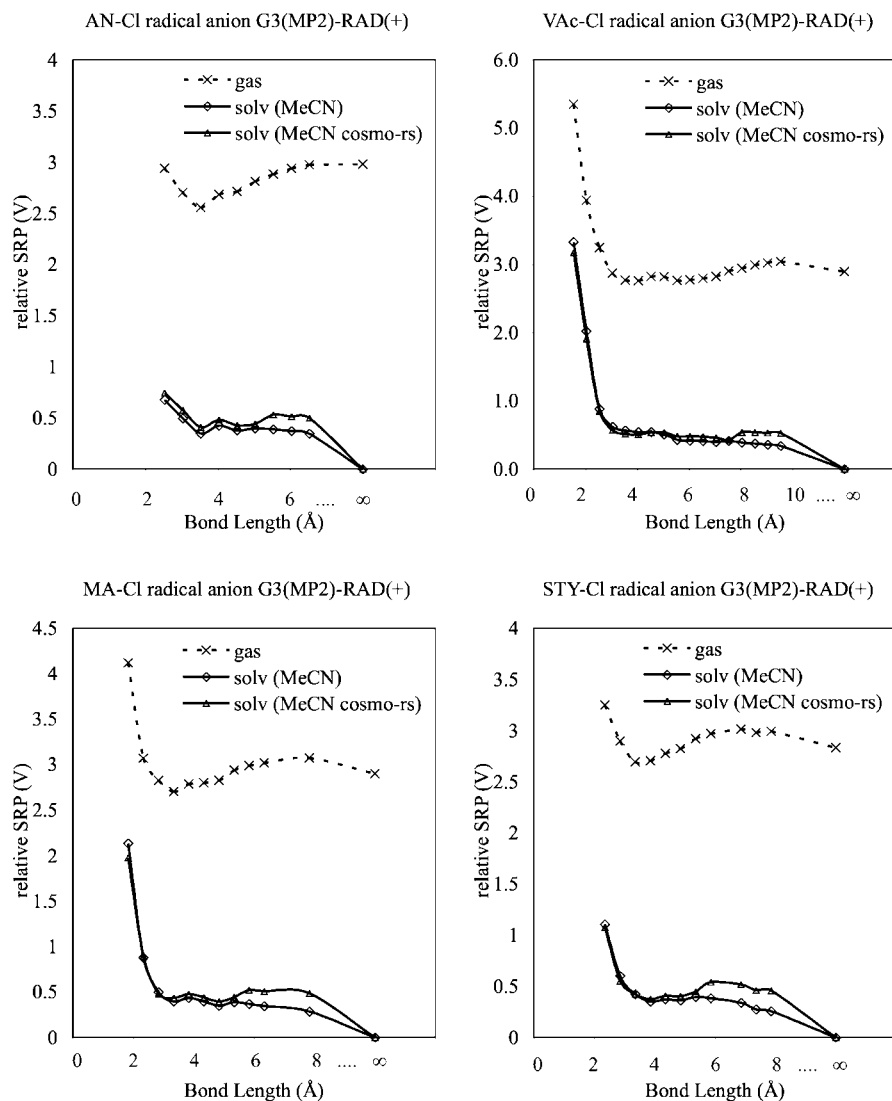 AN-Cl radical anion G3(MP2)-RAD(+)
4
3.5
3
2.5
2
1.5
1
0.5
0
relative SRP (V)
gas
solv (MeCN)
solv (MeCN cosmo-rs)
0 2 4 6 .... ∞
Bond Length (Å)
VAc-Cl radical anion G3(MP2)-RAD(+)
6.0
5.0
4.0
3.0
2.0
1.0
0.0
relative SRP (V)
gas
solv (MeCN)
solv (MeCN cosmo-rs)
0 2 4 6 8 10 .... ∞
Bond Length (Å)
MA-Cl radical anion G3(MP2)-RAD(+)
4.5
4
3.5
3
2.5
2
1.5
1
0.5
0
relative SRP (V)
gas
solv (MeCN)
solv (MeCN cosmo-rs)
0 2 4 6 8 .... ∞
Bond Length (Å)
STY-Cl radical anion G3(MP2)-RAD(+)
4
3.5
3
2.5
2
1.5
1
0.5
0
relative SRP (V)
gas
solv (MeCN)
solv (MeCN cosmo-rs)
0 2 4 6 8 .... ∞
Bond Length (Å)